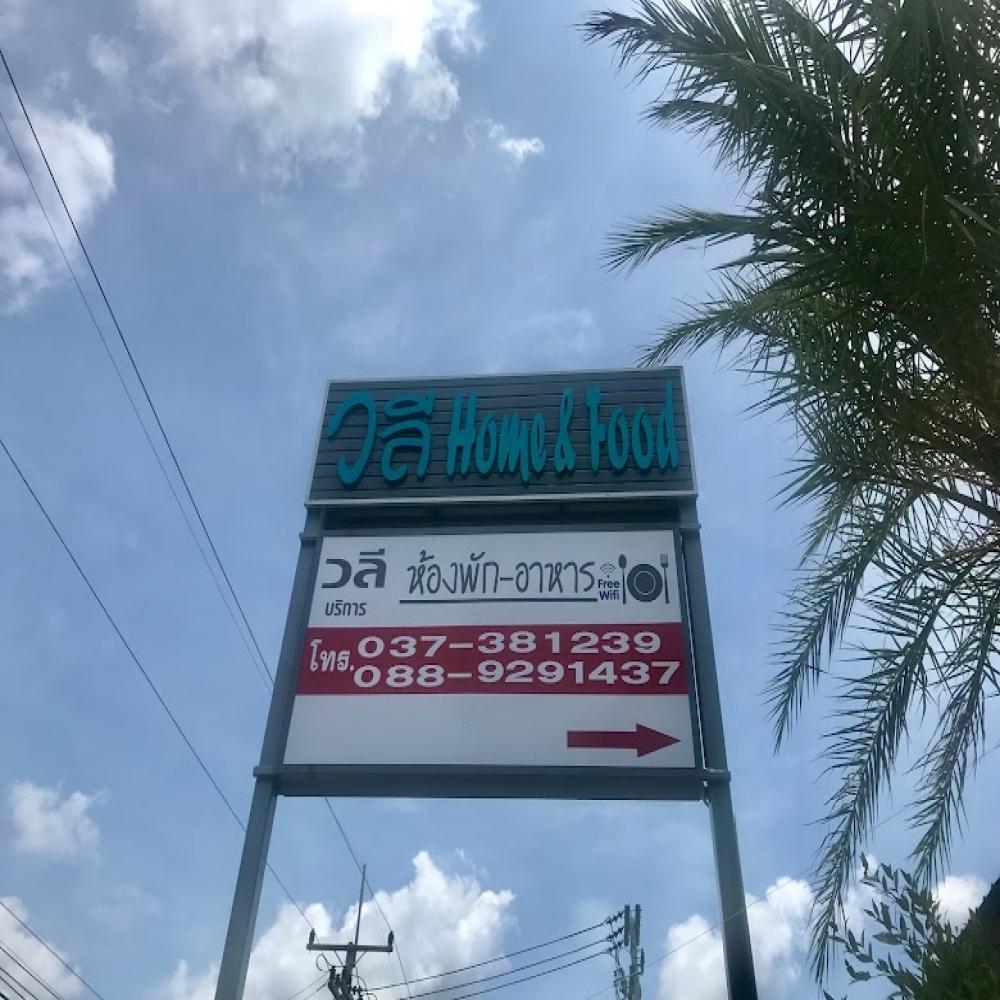 วลี Home & Food
วลี ห้องพัก-อาหาร Free Wifi
บริการ
โทร. 037-381239
088-9291437